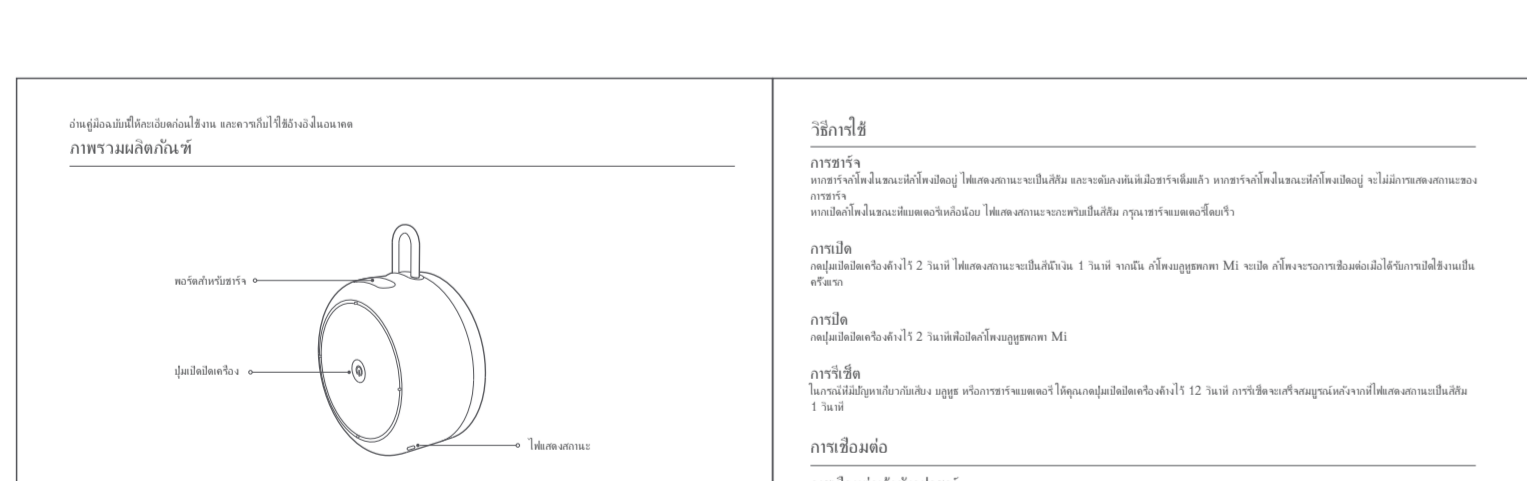 อ่านคู่มือฉบับนี้ให้ละเอียดก่อนใช้งาน และควรเก็บไว้ใช้อ้างอิงในอนาคต
ภาพรวมผลิตภัณฑ์
พอร์ตสำหรับชาร์จ
ปุ่มเปิดปิดเครื่อง
ไฟแสดงสถานะ
วิธีการใช้
การชาร์จ
หากชาร์จลำโพงในขณะที่ลำโพงปิดอยู่ ไฟแสดงสถานะจะเป็นสีส้ม และจะดับลงทันทีเมื่อชาร์จเต็มแล้ว หากชาร์จลำโพงในขณะที่ลำโพงเปิดอยู่ จะไม่มีการแสดงสถานะของ
การชาร์จ
หากเปิดลำโพงในขณะที่แบตเตอรี่เหลือน้อย ไฟแสดงสถานะจะกะพริบเป็นสีส้ม กรุณาชาร์จแบตเตอรี่โดยเร็ว
การเปิด
กดปุ่มเปิดปิดเครื่องค้างไว้ 2 วินาที ไฟแสดงสถานะจะเป็นสีน้ำเงิน 1 วินาที จากนั้น ลำโพงบลูทูธพกพา Mi จะเปิด ลำโพงจะรอการเชื่อมต่อเมื่อได้รับการเปิดใช้งานเป็น
ครั้งแรก
การปิด
กดปุ่มเปิดปิดเครื่องค้างไว้ 2 วินาทีเพื่อปิดลำโพงบลูทูธพกพา Mi
การรีเซ็ต
ในกรณีที่มีปัญหาเกี่ยวกับเสียง บลูทูธ หรือการชาร์จแบตเตอรี่ ให้คุณกดปุ่มเปิดปิดเครื่องค้างไว้ 12 วินาที การรีเซ็ตจะเสร็จสมบูรณ์หลังจากที่ไฟแสดงสถานะเป็นสีส้ม
1 วินาที
การเชื่อมต่อ